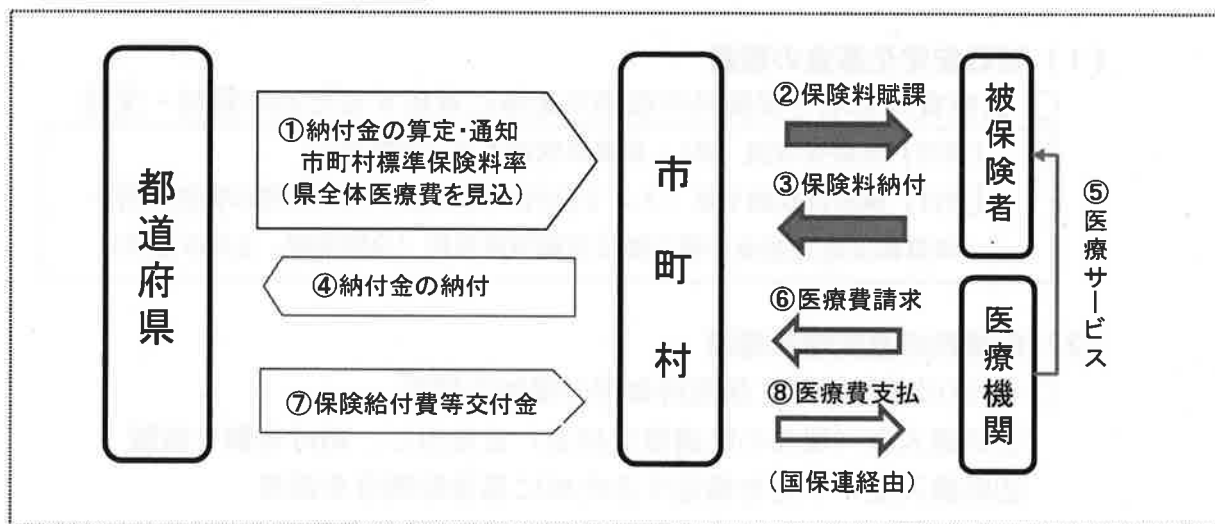 都道府県
①納付金の算定・通知
市町村標準保険料率
（県全体医療費を見込）
④納付金の納付
⑦保険給付費等交付金
市町村
②保険料賦課
③保険料納付
⑥医療費請求
⑧医療費支払
（国保連経由）
被保険者
医療機関
⑤医療サービス